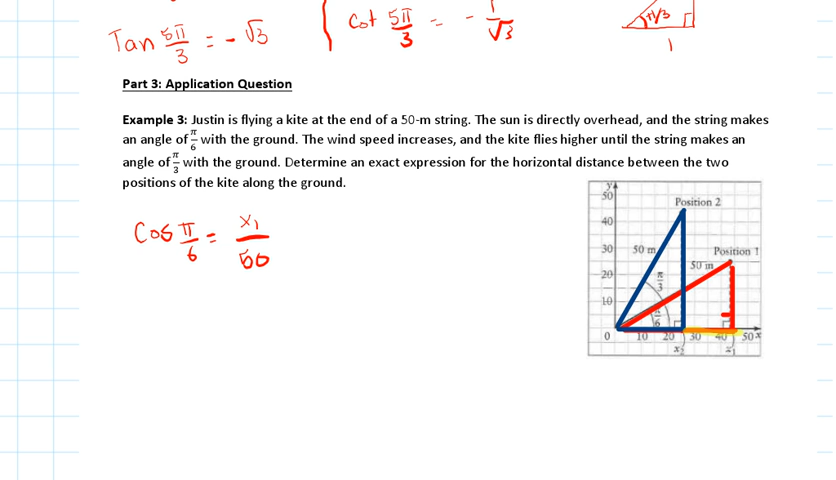 Tan 5π/3 = - √3
Cot 5π/3 = - 1/√3
π/3
1
Part 3: Application Question
Example 3: Justin is flying a kite at the end of a 50-m string. The sun is directly overhead, and the string makes
an angle of π/6 with the ground. The wind speed increases, and the kite flies higher until the string makes an
angle of π/3 with the ground. Determine an exact expression for the horizontal distance between the two
positions of the kite along the ground.
Cos π/6 = x₁/50
y
50
Position 2
40
30 50 m Position 1
50 m
20
π/3
10
π/6
0 10 20 30 40 50 x
x₂ x₁